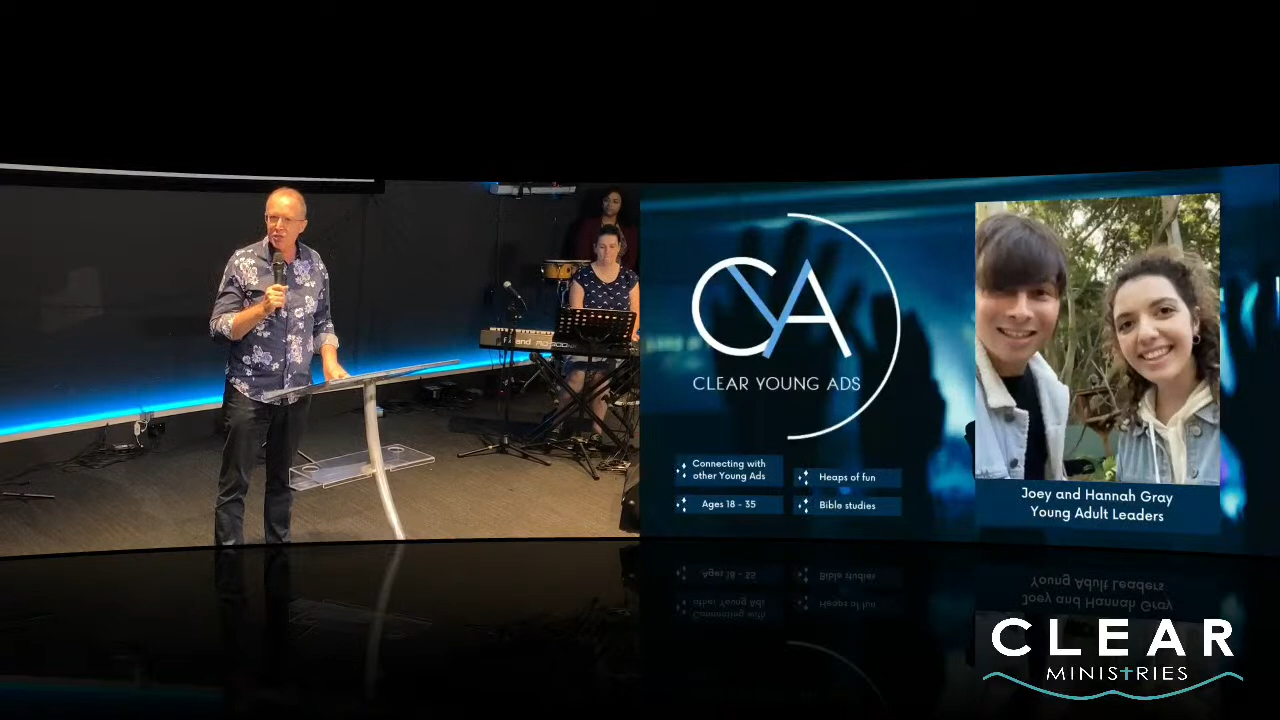 CYA
CLEAR YOUNG ADS
Connecting with
other Young Ads
Heaps of fun
Ages 18 - 35
Bible studies
Joey and Hannah Gray
Young Adult Leaders
CLEAR
MINISTRIES